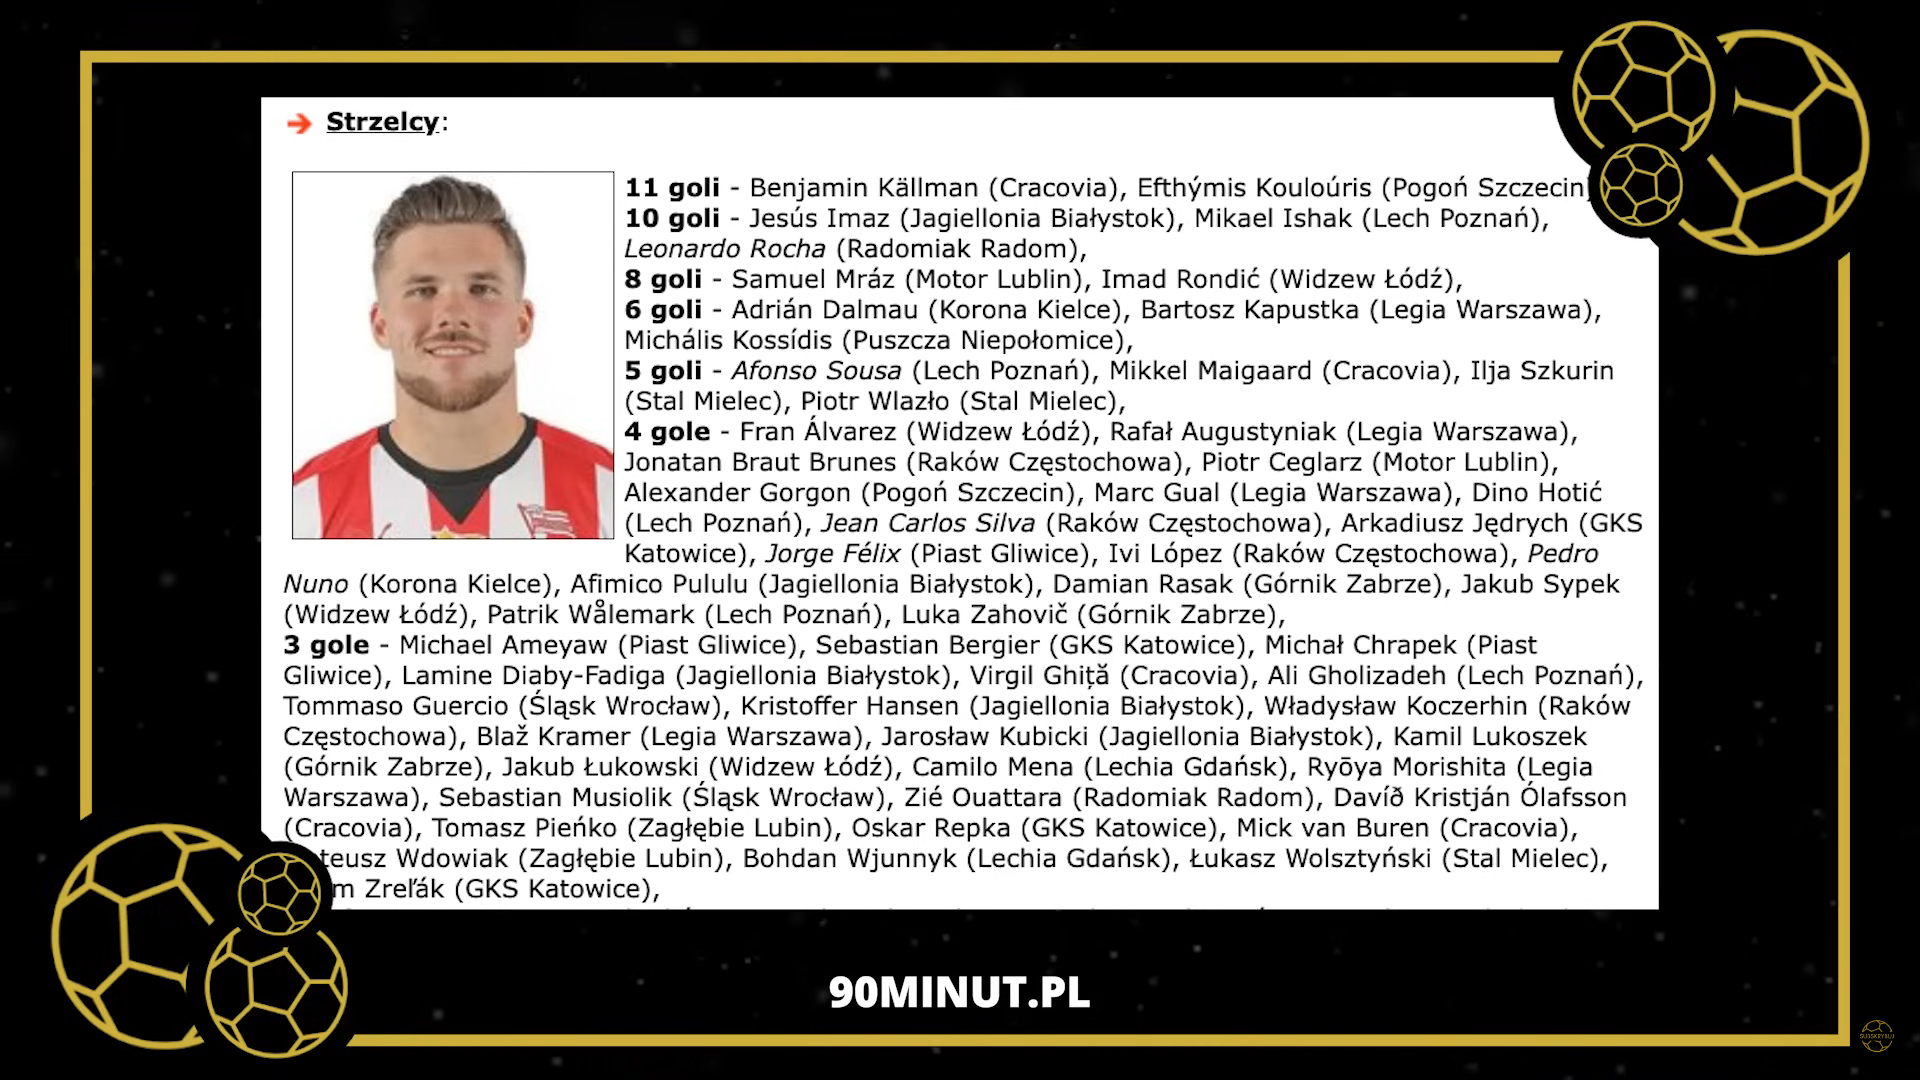 Strzelcy:
11 goli - Benjamin Källman (Cracovia), Efthýmis Kouloúris (Pogoń Szczecin)
10 goli - Jesús Imaz (Jagiellonia Białystok), Mikael Ishak (Lech Poznań),
Leonardo Rocha (Radomiak Radom),
8 goli - Samuel Mráz (Motor Lublin), Imad Rondić (Widzew Łódź),
6 goli - Adrián Dalmau (Korona Kielce), Bartosz Kapustka (Legia Warszawa),
Michális Kossídis (Puszcza Niepołomice),
5 goli - Afonso Sousa (Lech Poznań), Mikkel Maigaard (Cracovia), Ilja Szkurin
(Stal Mielec), Piotr Wlazło (Stal Mielec),
4 gole - Fran Álvarez (Widzew Łódź), Rafał Augustyniak (Legia Warszawa),
Jonatan Braut Brunes (Raków Częstochowa), Piotr Ceglarz (Motor Lublin),
Alexander Gorgon (Pogoń Szczecin), Marc Gual (Legia Warszawa), Dino Hotić
(Lech Poznań), Jean Carlos Silva (Raków Częstochowa), Arkadiusz Jędrych (GKS
Katowice), Jorge Félix (Piast Gliwice), Ivi López (Raków Częstochowa), Pedro
Nuno (Korona Kielce), Afimico Pululu (Jagiellonia Białystok), Damian Rasak (Górnik Zabrze), Jakub Sypek
(Widzew Łódź), Patrik Wålemark (Lech Poznań), Luka Zahovič (Górnik Zabrze),
3 gole - Michael Ameyaw (Piast Gliwice), Sebastian Bergier (GKS Katowice), Michał Chrapek (Piast
Gliwice), Lamine Diaby-Fadiga (Jagiellonia Białystok), Virgil Ghiță (Cracovia), Ali Gholizadeh (Lech Poznań),
Tommaso Guercio (Śląsk Wrocław), Kristoffer Hansen (Jagiellonia Białystok), Władysław Koczerhin (Raków
Częstochowa), Blaž Kramer (Legia Warszawa), Jarosław Kubicki (Jagiellonia Białystok), Kamil Lukoszek
(Górnik Zabrze), Jakub Łukowski (Widzew Łódź), Camilo Mena (Lechia Gdańsk), Ryōya Morishita (Legia
Warszawa), Sebastian Musiolik (Śląsk Wrocław), Zié Ouattara (Radomiak Radom), Davíð Kristján Ólafsson
(Cracovia), Tomasz Pieńko (Zagłębie Lubin), Oskar Repka (GKS Katowice), Mick van Buren (Cracovia),
teusz Wdowiak (Zagłębie Lubin), Bohdan Wjunnyk (Lechia Gdańsk), Łukasz Wolsztyński (Stal Mielec),
m Zreľák (GKS Katowice),
90MINUT.PL